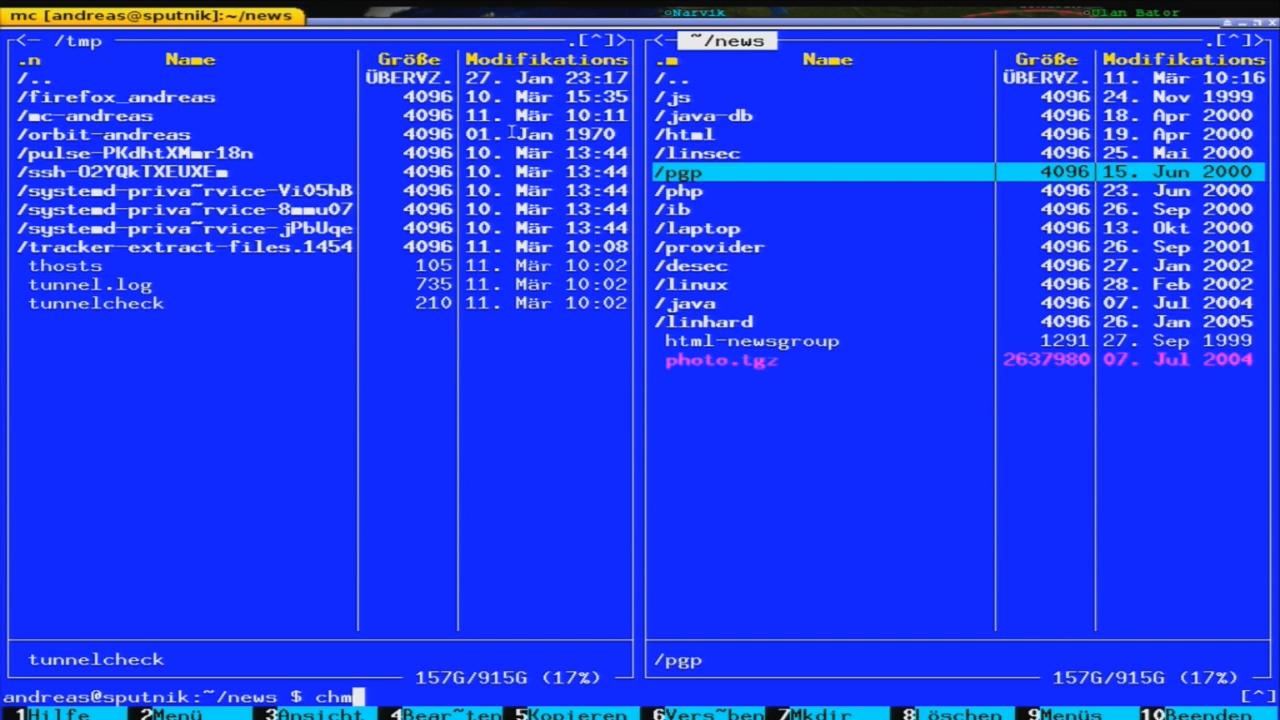 mc [andreas@sputnik]:~/news
Narvik
Ulan Bator
<─ /tmp .[^]>
.n Name Größe Modifikations
/.. ÜBERVZ. 27. Jan 23:17
/firefox_andreas 4096 10. Mär 15:35
/mc-andreas 4096 11. Mär 10:11
/orbit-andreas 4096 01. Jan 1970
/pulse-PKdhtXMmr18n 4096 10. Mär 13:44
/ssh-O2YQkTXEUXEm 4096 10. Mär 13:44
/systemd-priva~rvice-Vi05hB 4096 10. Mär 13:44
/systemd-priva~rvice-8mmu07 4096 10. Mär 13:44
/systemd-priva~rvice-jPbUqe 4096 10. Mär 13:44
/tracker-extract-files.1454 4096 11. Mär 10:08
thosts 105 11. Mär 10:02
tunnel.log 735 11. Mär 10:02
tunnelcheck 210 11. Mär 10:02
tunnelcheck
157G/915G (17%)
<─ ~/news .[^]>
.m Name Größe Modifikations
/.. ÜBERVZ. 11. Mär 10:16
/js 4096 24. Nov 1999
/java-db 4096 18. Apr 2000
/html 4096 19. Apr 2000
/linsec 4096 25. Mai 2000
/pgp 4096 15. Jun 2000
/php 4096 23. Jun 2000
/ib 4096 26. Sep 2000
/laptop 4096 13. Okt 2000
/provider 4096 26. Sep 2001
/desec 4096 27. Jan 2002
/linux 4096 28. Feb 2002
/java 4096 07. Jul 2004
/linhard 4096 26. Jan 2005
html-newsgroup 1291 27. Sep 1999
photo.tgz 2637980 07. Jul 2004
/pgp
157G/915G (17%)
andreas@sputnik:~/news $ chm [^]
1Hilfe 2Menü 3Ansicht 4Bear~ten 5Kopieren 6Vers~ben 7Mkdir 8Löschen 9Menüs 10Beenden